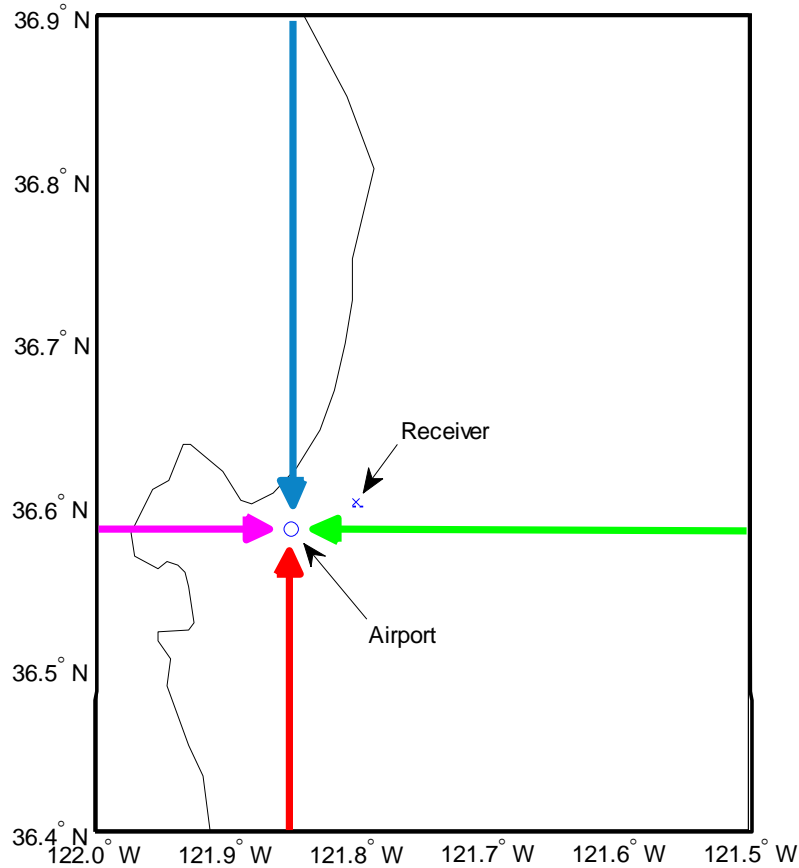 36.9° N
36.8° N
36.7° N
Receiver
36.6° N
Airport
36.5° N
36.4° N
122.0° W 121.9° W 121.8° W 121.7° W 121.6° W 121.5° W